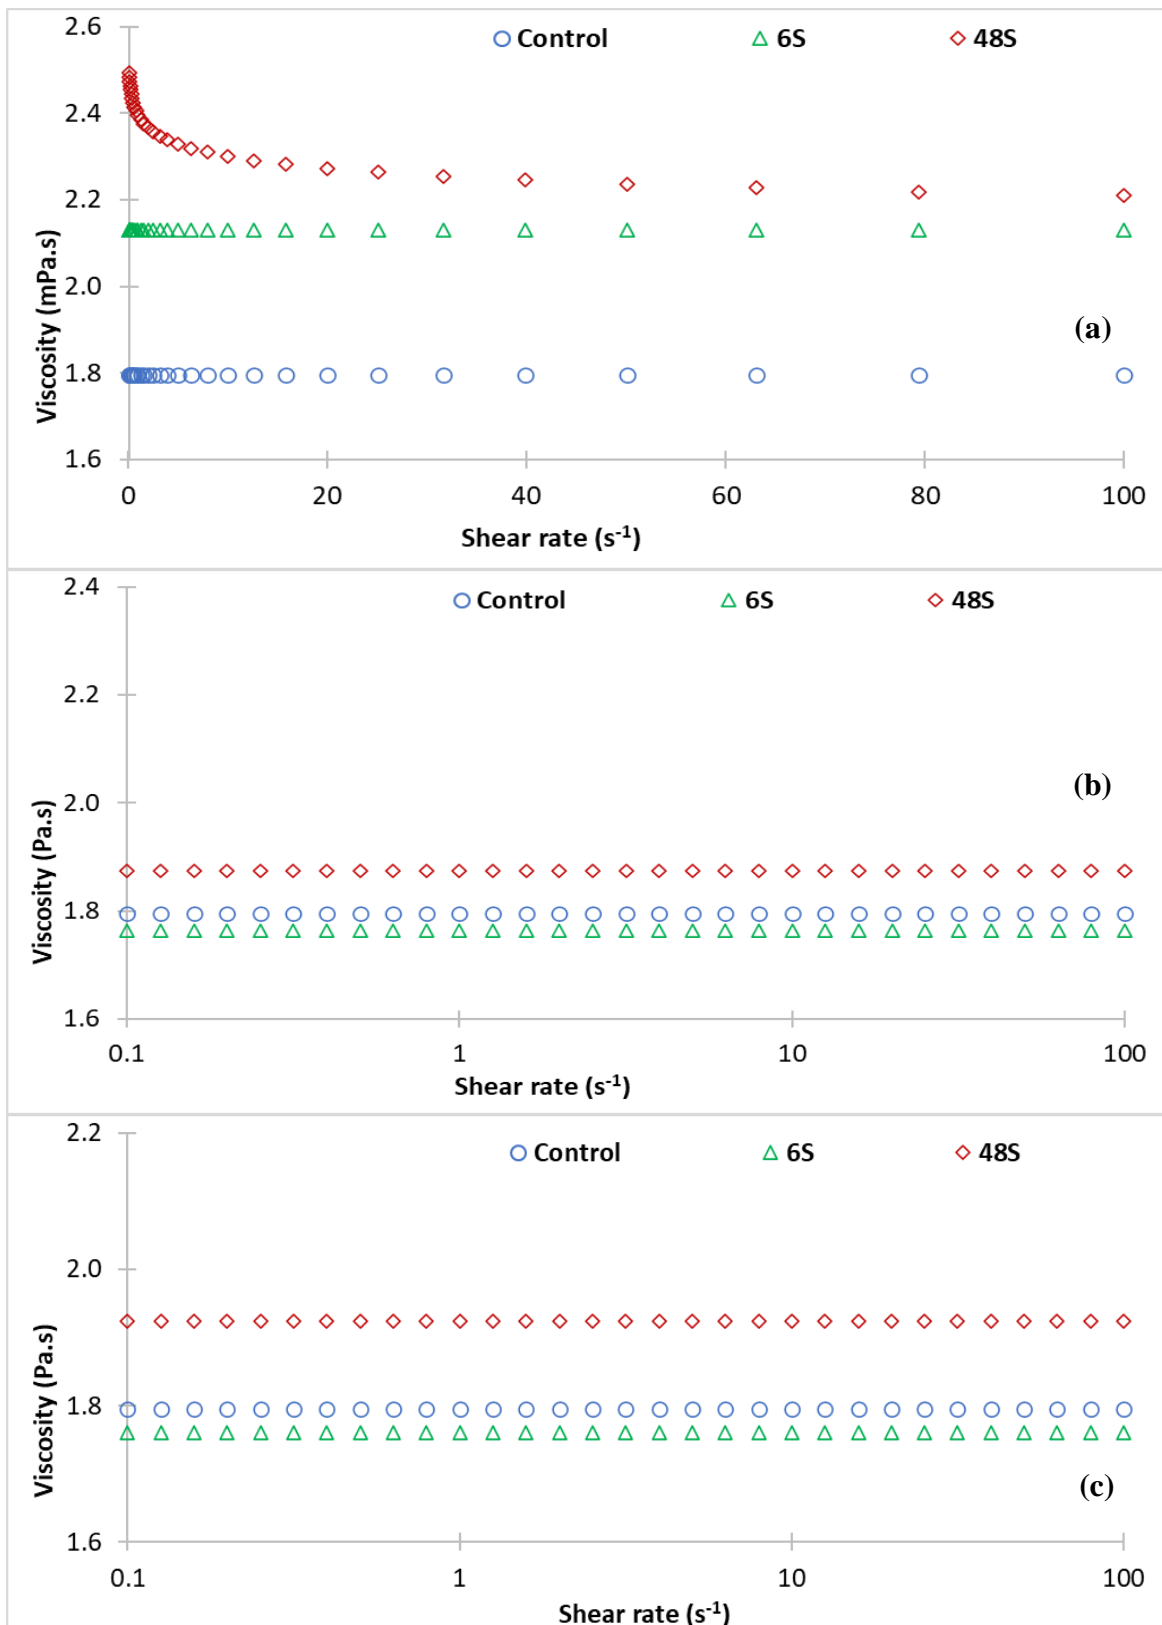 2.6
Control 6S 48S
2.4
2.2
2.0
1.8
1.6
Viscosity (mPa.s)
(a)
0 20 40 60 80 100
Shear rate (s⁻¹)
2.4
Control 6S 48S
2.2
2.0
1.8
1.6
Viscosity (Pa.s)
(b)
0.1 1 10 100
Shear rate (s⁻¹)
2.2
Control 6S 48S
2.0
1.8
1.6
Viscosity (Pa.s)
(c)
0.1 1 10 100
Shear rate (s⁻¹)